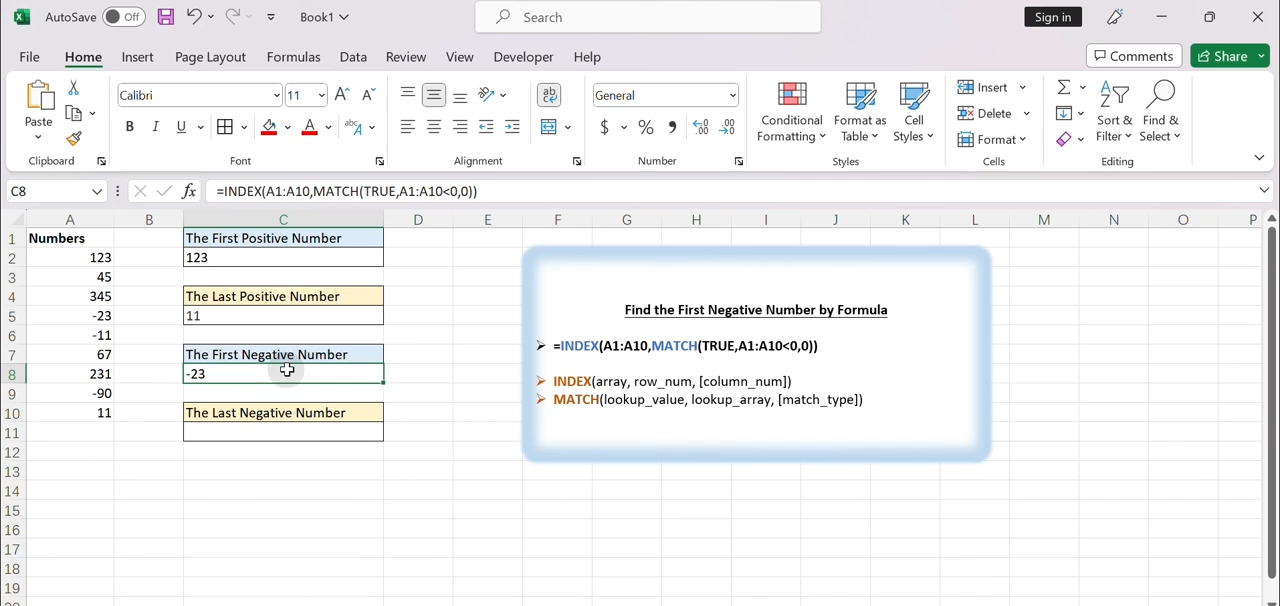 AutoSave Off Book1 Search Sign in
File Home Insert Page Layout Formulas Data Review View Developer Help Comments Share
Paste Calibri 11 General Conditional Formatting Format as Table Cell Styles Insert Delete Format Sort & Filter Find & Select
Clipboard Font Alignment Number Styles Cells Editing
C8 fx =INDEX(A1:A10,MATCH(TRUE,A1:A10<0,0))
A B C D E F G H I J K L M N O P
1 Numbers The First Positive Number
2 123 123
3 45
4 345 The Last Positive Number
5 -23 11
6 -11
7 67 The First Negative Number
8 231 -23
9 -90
10 11 The Last Negative Number
11
12
13
14
15
16
17
18
19
Find the First Negative Number by Formula
=INDEX(A1:A10,MATCH(TRUE,A1:A10<0,0))
INDEX(array, row_num, [column_num])
MATCH(lookup_value, lookup_array, [match_type])